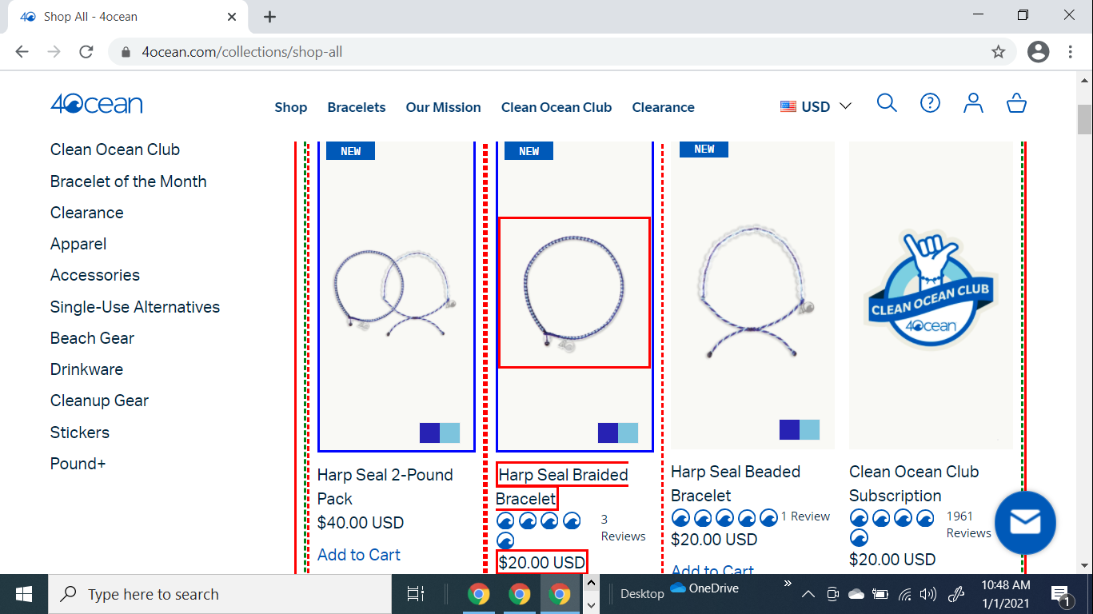 Shop All - 4ocean
4ocean.com/collections/shop-all
4ocean
Shop
Bracelets
Our Mission
Clean Ocean Club
Clearance
USD
Clean Ocean Club
Bracelet of the Month
Clearance
Apparel
Accessories
Single-Use Alternatives
Beach Gear
Drinkware
Cleanup Gear
Stickers
Pound+
NEW
Harp Seal 2-Pound
Pack
$40.00 USD
Add to Cart
NEW
Harp Seal Braided
Bracelet
3
Reviews
$20.00 USD
NEW
Harp Seal Beaded
Bracelet
1 Review
$20.00 USD
Add to Cart
CLEAN OCEAN CLUB
4ocean
Clean Ocean Club
Subscription
1961
Reviews
$20.00 USD
Type here to search
Desktop
OneDrive
»
10:48 AM
1/1/2021
1